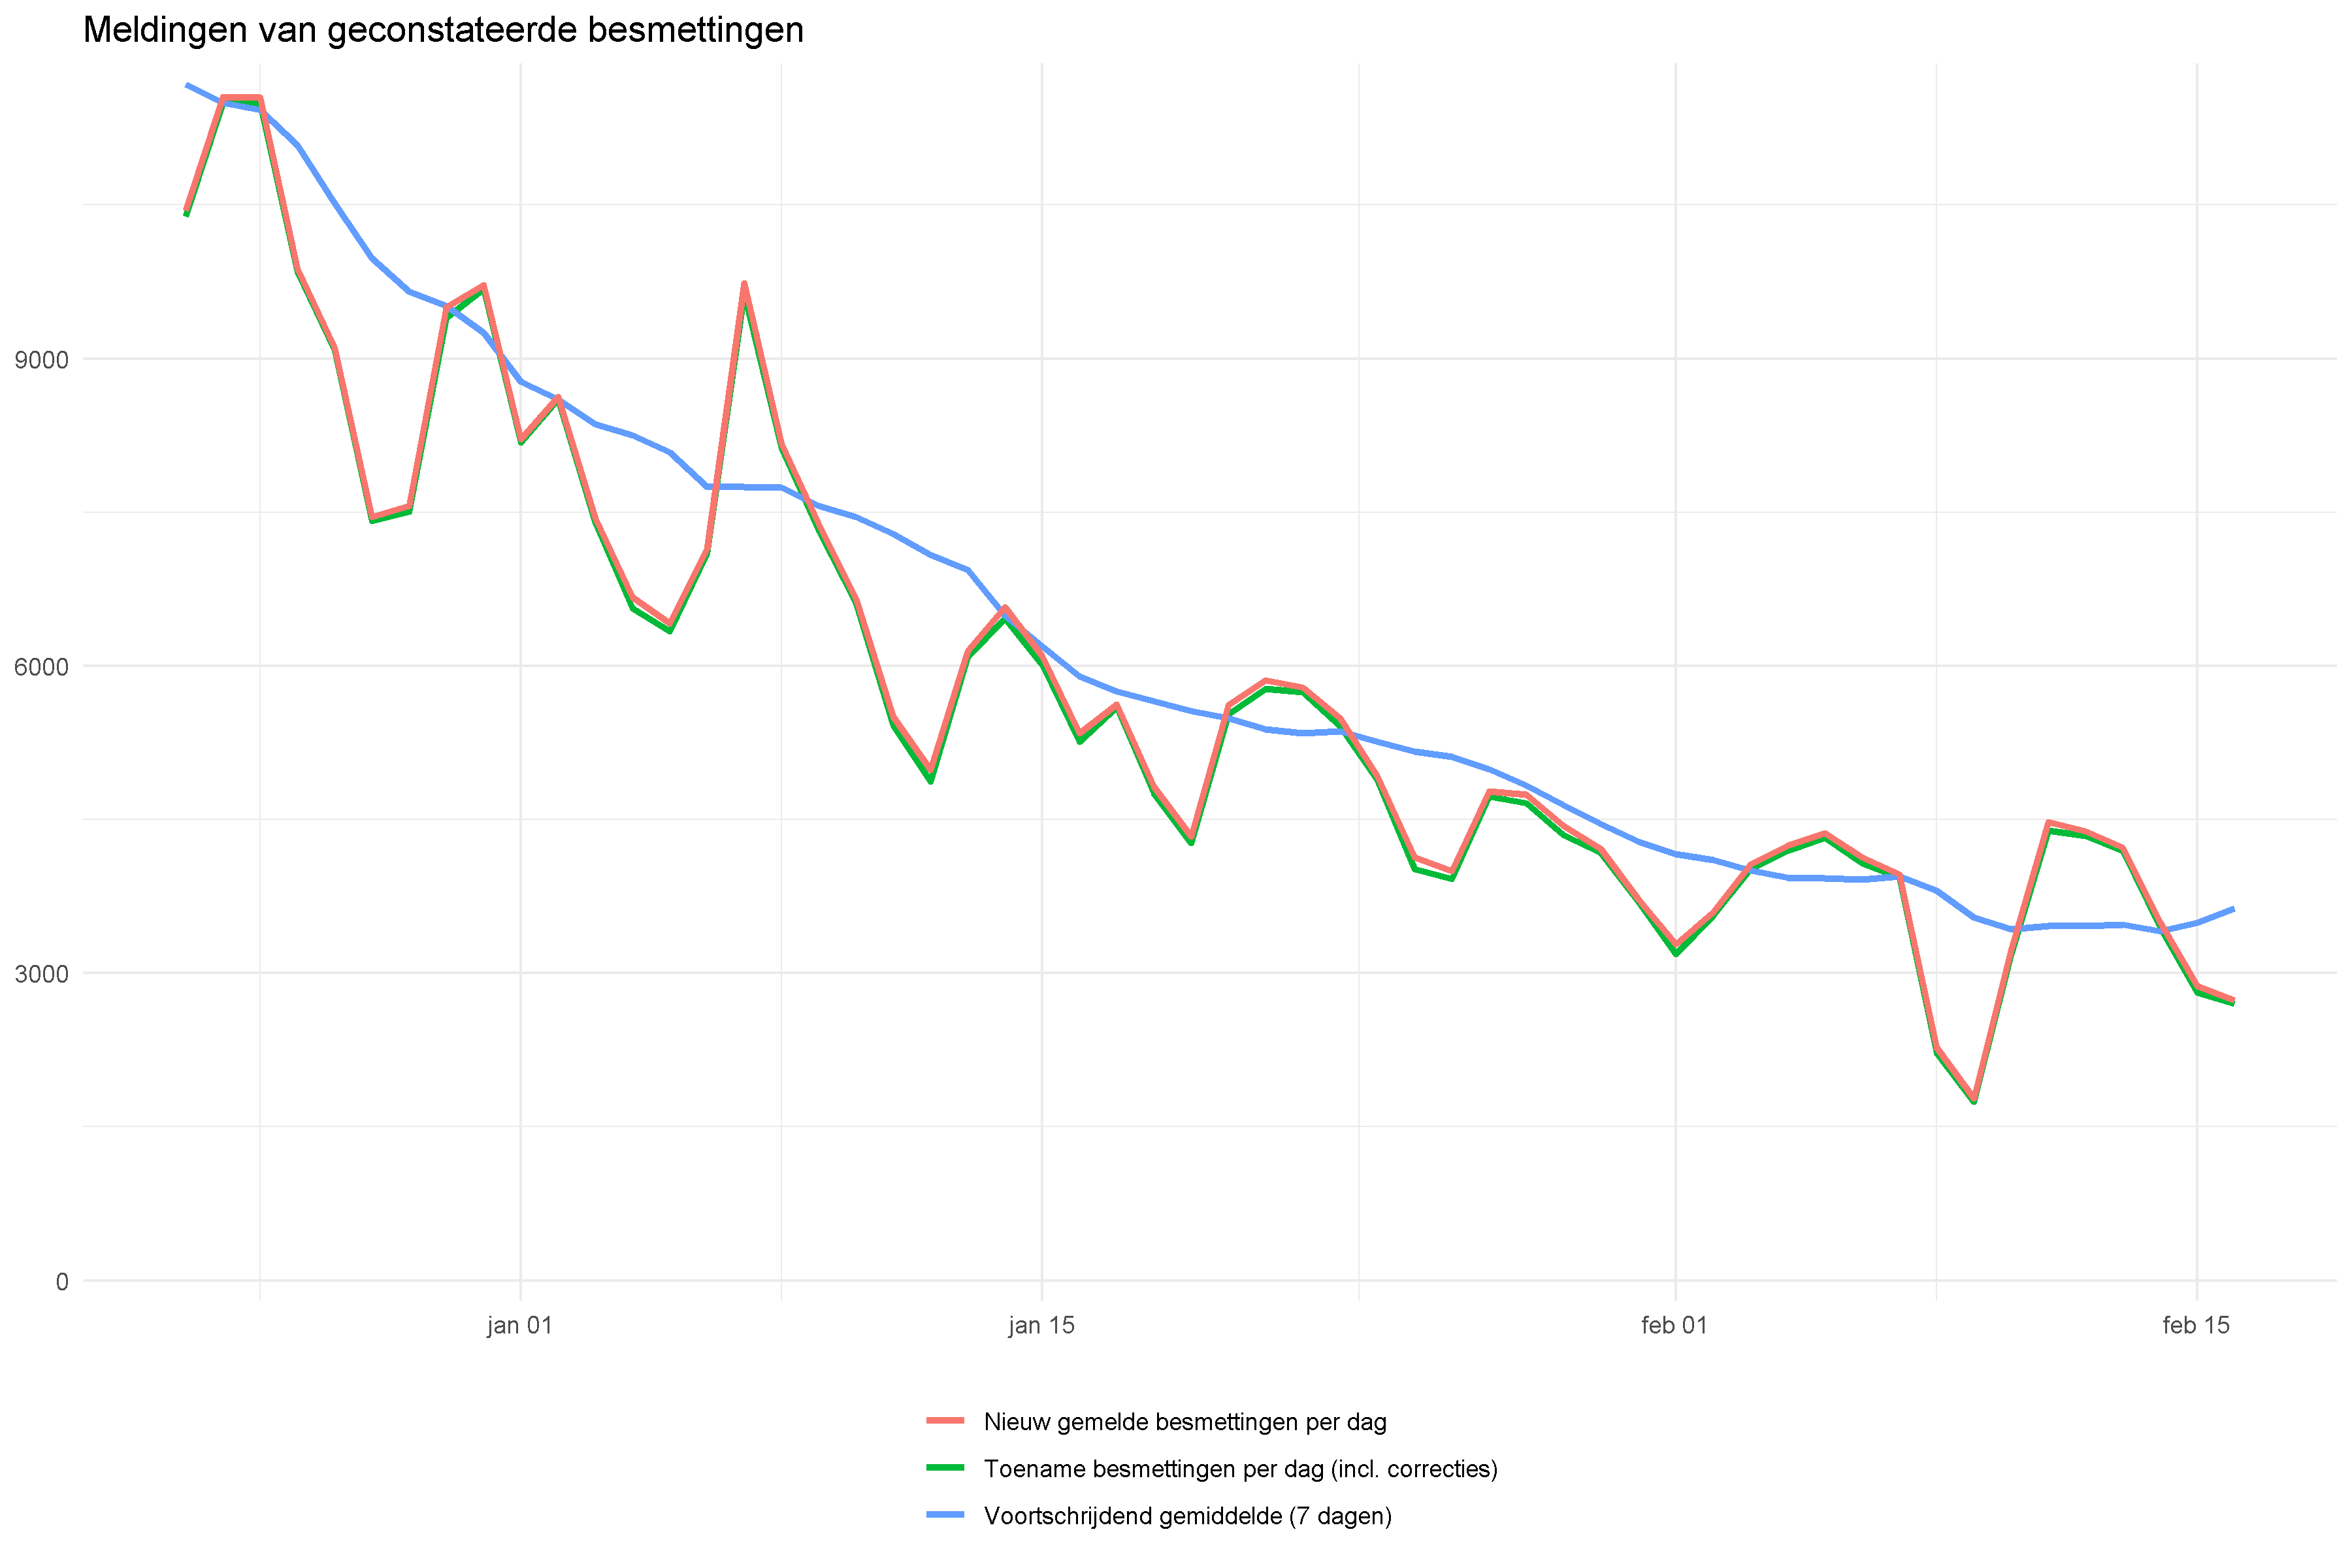 Meldingen van geconstateerde besmettingen
9000
6000
3000
0
jan 01
jan 15
feb 01
feb 15
Nieuw gemelde besmettingen per dag
Toename besmettingen per dag (incl. correcties)
Voortschrijdend gemiddelde (7 dagen)